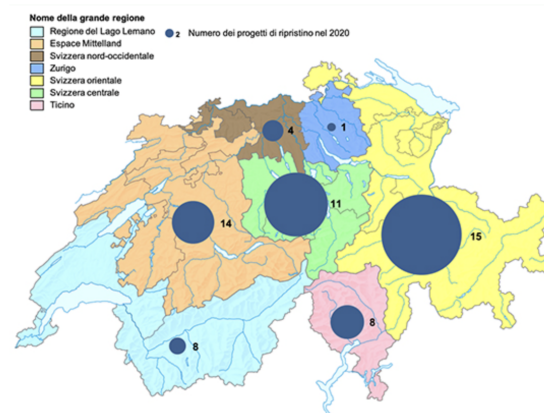 Nome della grande regione
Regione del Lago Lemano
Espace Mittelland
Svizzera nord-occidentale
Zurigo
Svizzera orientale
Svizzera centrale
Ticino
2 Numero dei progetti di ripristino nel 2020
4
1
11
14
15
8
8